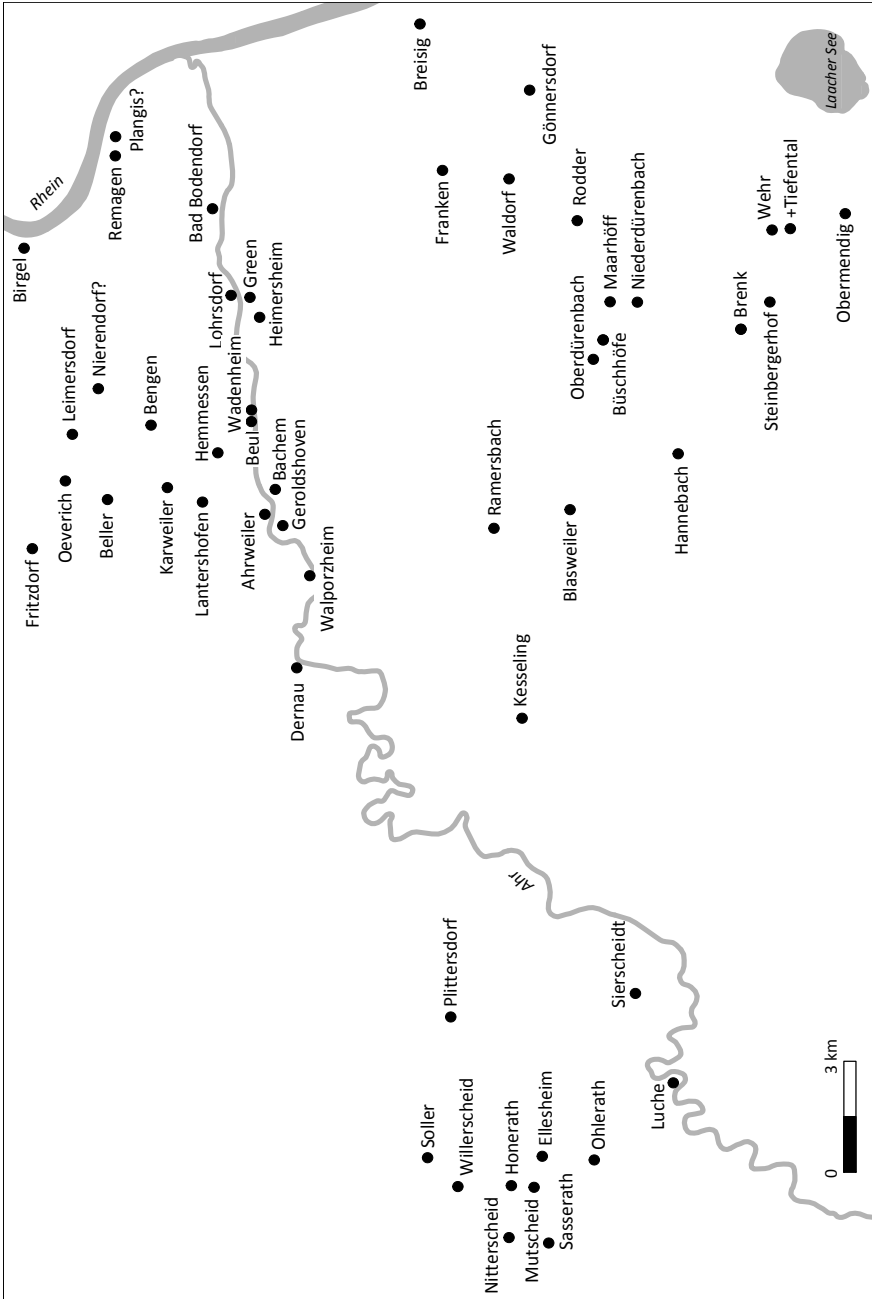 Birgel
Rhein
Remagen
Plangis?
Bad Bodendorf
Breisig
Gönnersdorf
Franken
Waldorf
Rodder
Maarhöff
Niederdürenbach
Oberdürenbach
Büschhöfe
Laacher See
Wehr
+Tiefental
Obermendig
Brenk
Steinbergerhof
Fritzdorf
Oeverich
Leimersdorf
Nierendorf?
Beller
Bengen
Karweiler
Lantershofen
Hemmessen
Lohrsdorf
Green
Heimersheim
Wadenheim
Beul
Bachem
Ahrweiler
Geroldshoven
Walporzheim
Dernau
Ramersbach
Blasweiler
Hannebach
Kesseling
Ahr
Plittersdorf
Sierscheidt
Soller
Willerscheid
Honerath
Ellesheim
Nitterscheid
Mutscheid
Sasserath
Ohlerath
Luche
0
3 km